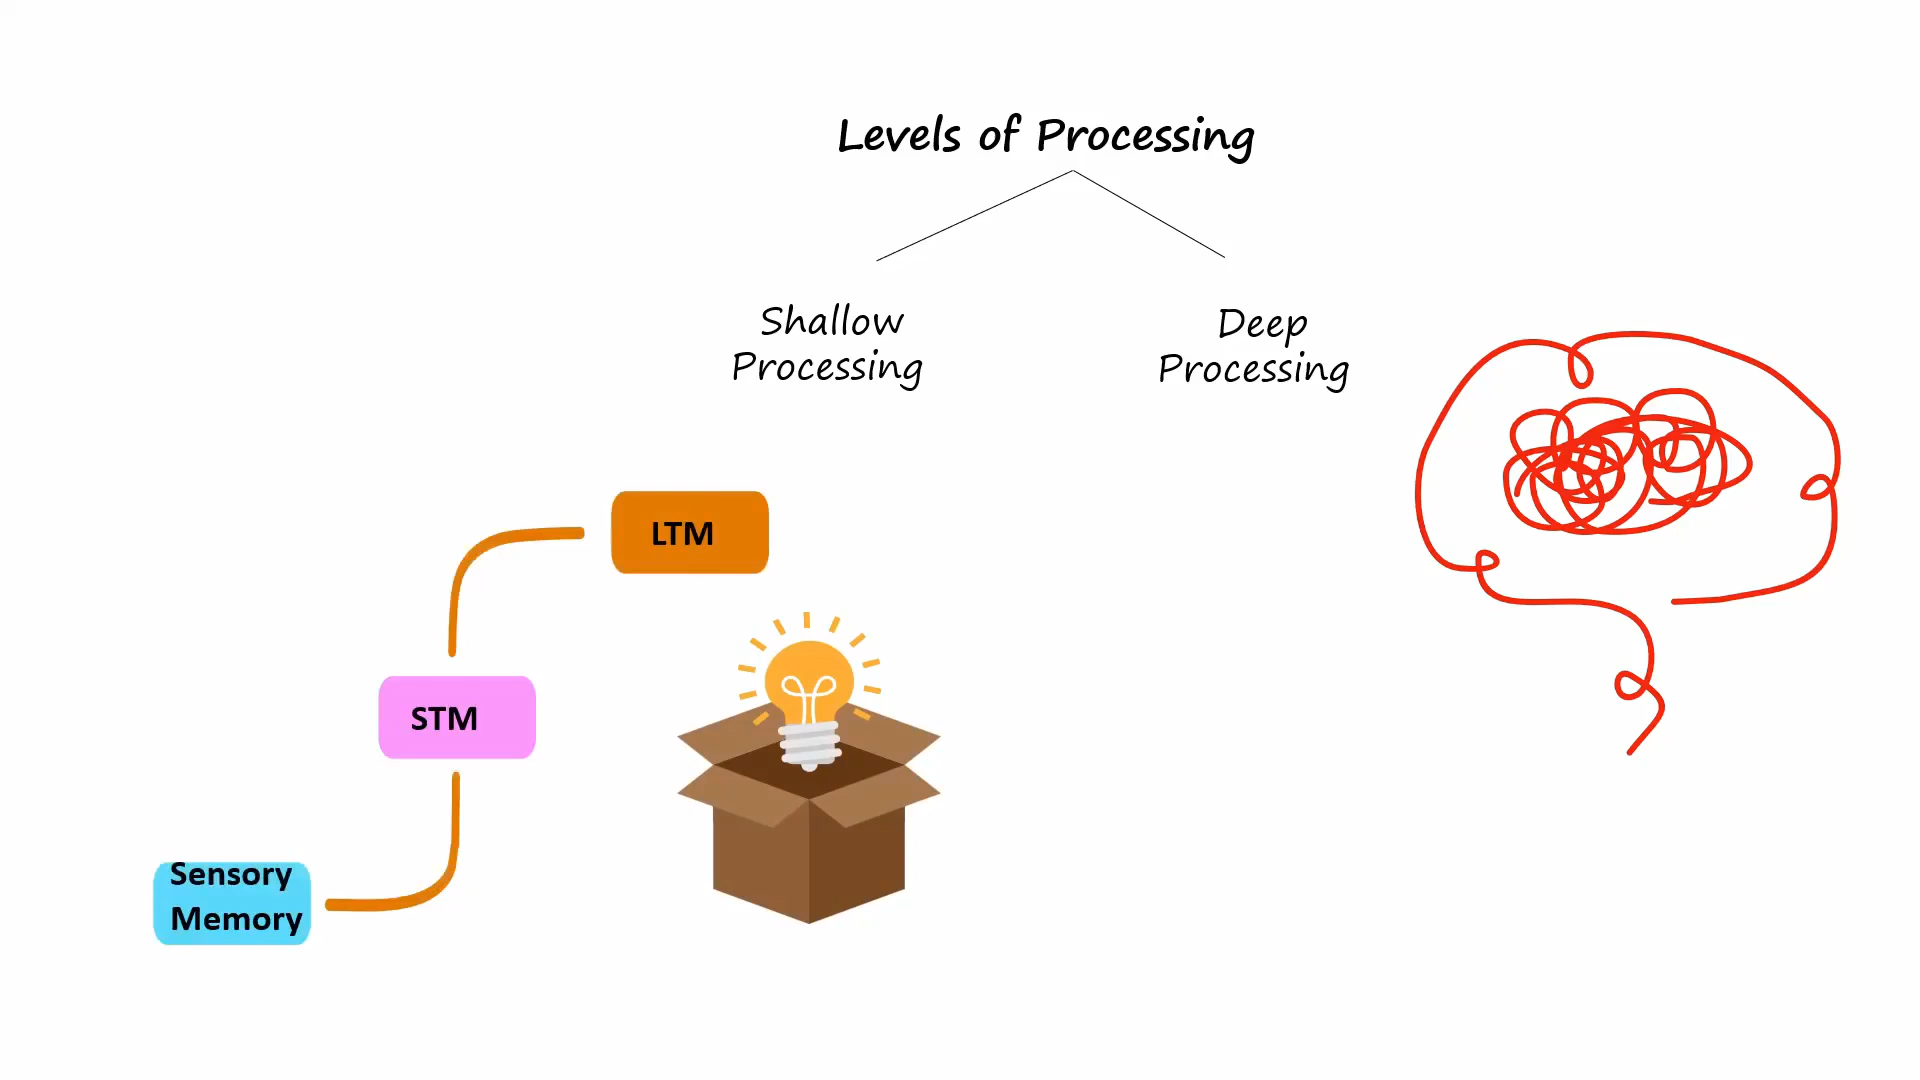 Levels of Processing
Shallow
Processing
Deep
Processing
LTM
STM
Sensory
Memory